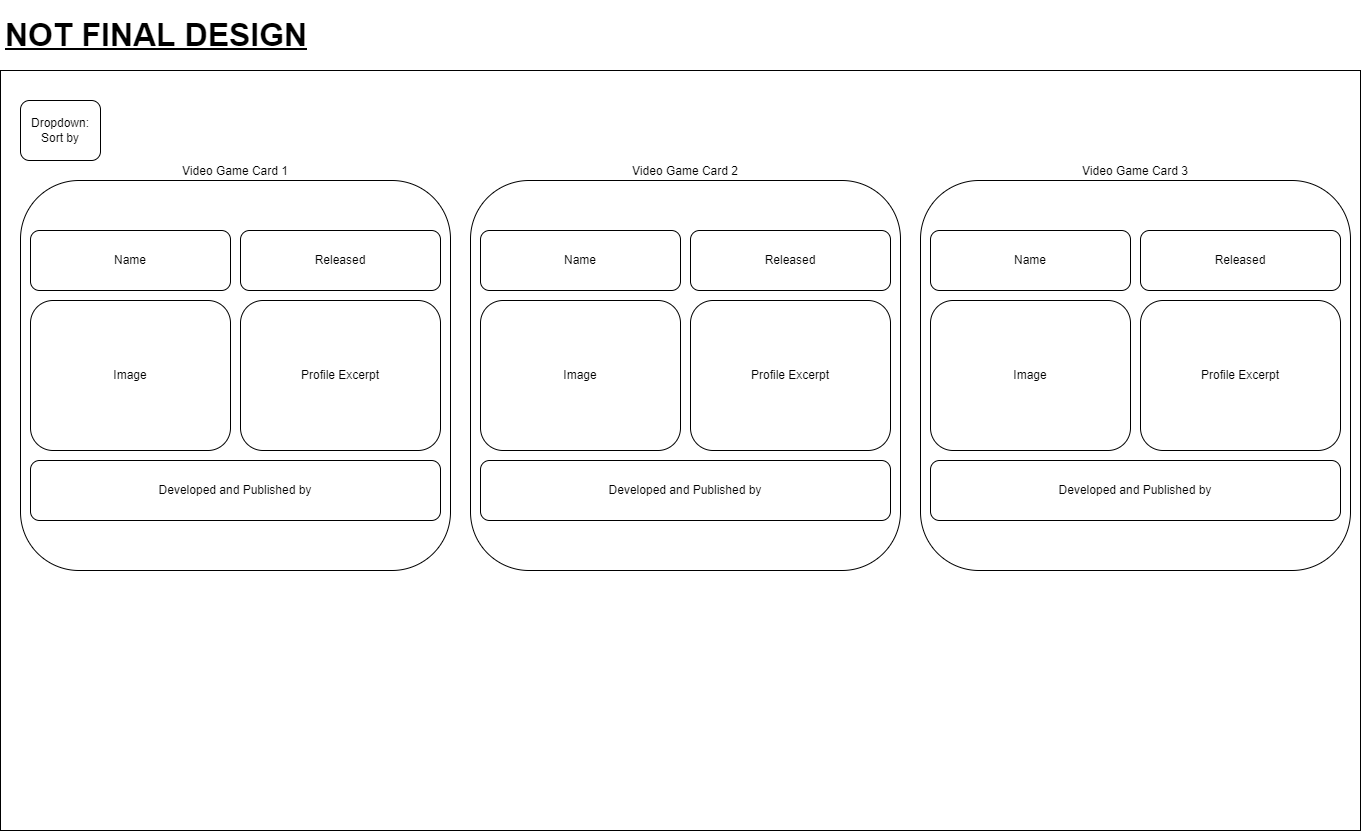 NOT FINAL DESIGN
Dropdown:
Sort by
Video Game Card 1
Video Game Card 2
Video Game Card 3
Name
Released
Name
Released
Name
Released
Image
Profile Excerpt
Image
Profile Excerpt
Image
Profile Excerpt
Developed and Published by
Developed and Published by
Developed and Published by